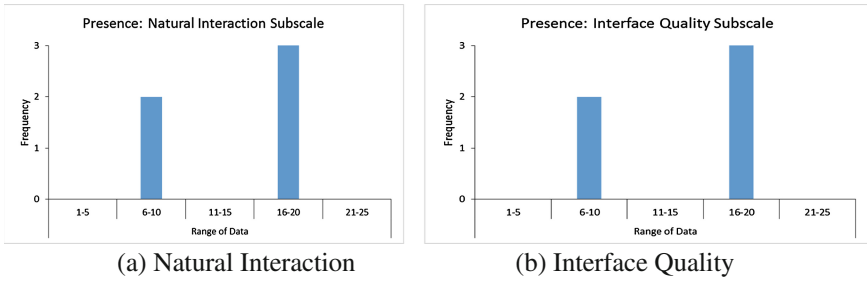 Presence: Natural Interaction Subscale
3
2
1
0
Frequency
1-5 6-10 11-15 16-20 21-25
Range of Data
(a) Natural Interaction
Presence: Interface Quality Subscale
3
2
1
0
Frequency
1-5 6-10 11-15 16-20 21-25
Range of Data
(b) Interface Quality